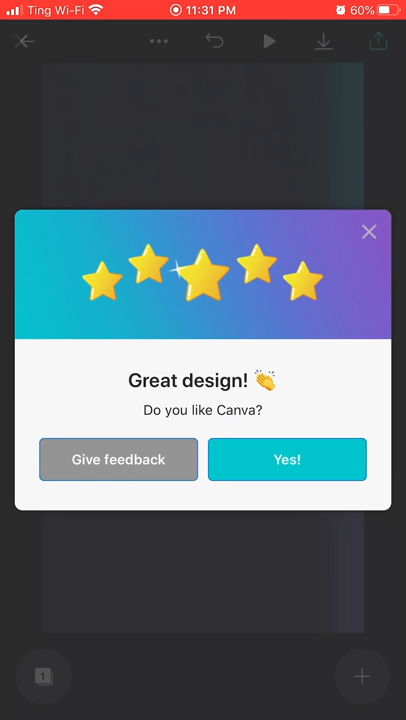 Ting Wi-Fi 11:31 PM 60%
Great design! 👏
Do you like Canva?
Give feedback Yes!
1